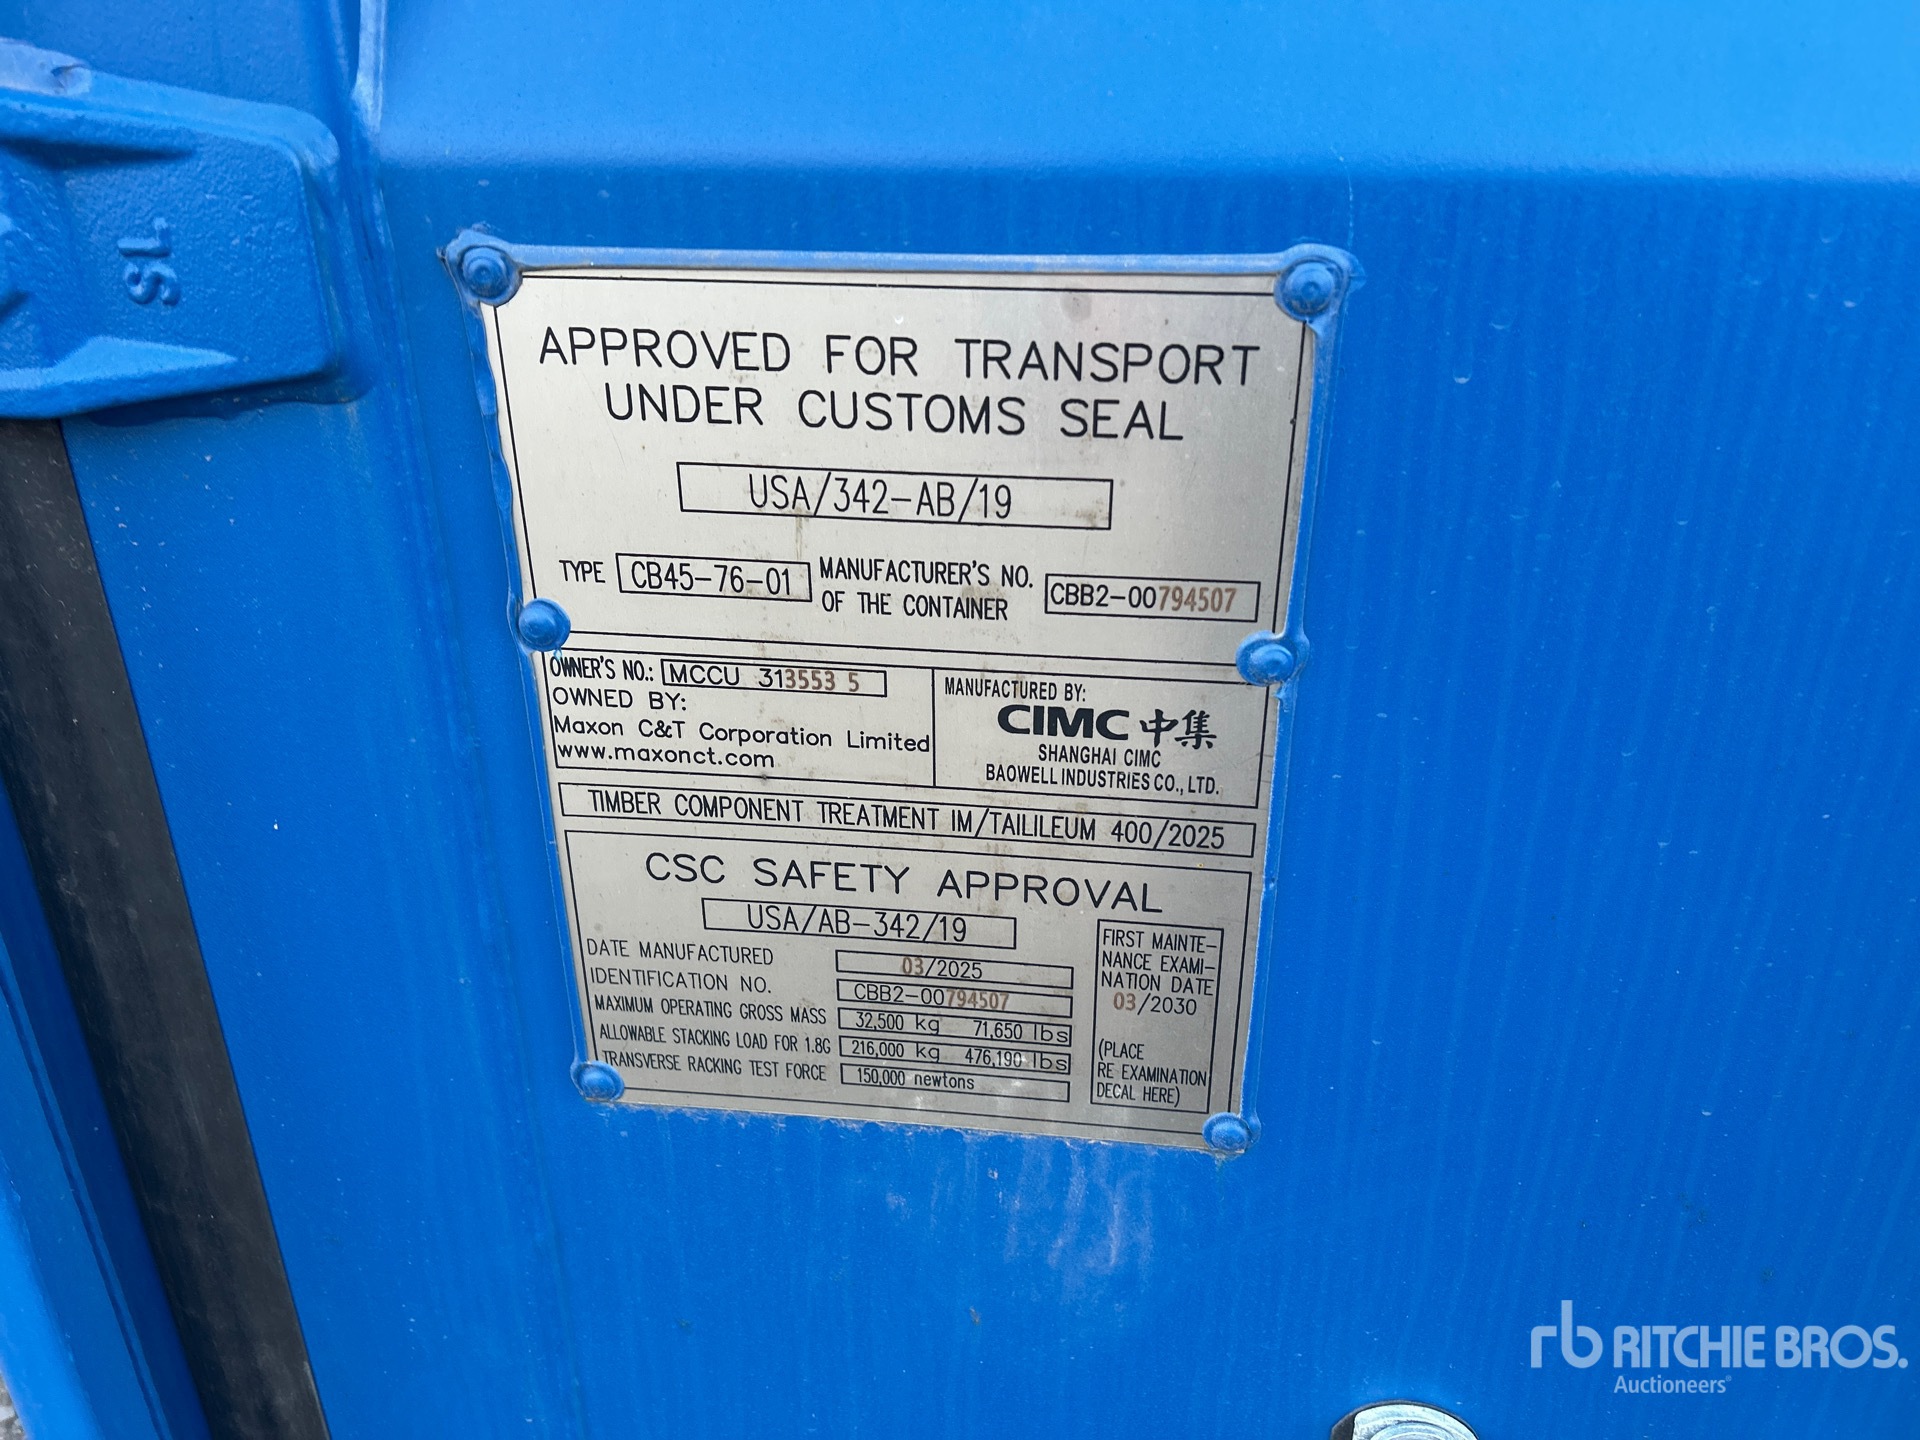 1S
APPROVED FOR TRANSPORT
UNDER CUSTOMS SEAL
USA/342-AB/19
TYPE CB45-76-01 MANUFACTURER'S NO.
OF THE CONTAINER CBB2-00794507
OWNER'S NO.: MCCU 313553 5
OWNED BY:
Maxon C&T Corporation Limited
www.maxonct.com
MANUFACTURED BY:
CIMC 中集
SHANGHAI CIMC
BAOWELL INDUSTRIES CO., LTD.
TIMBER COMPONENT TREATMENT IM/TAILILEUM 400/2025
CSC SAFETY APPROVAL
USA/AB-342/19
DATE MANUFACTURED 03/2025
IDENTIFICATION NO. CBB2-00794507
MAXIMUM OPERATING GROSS MASS 32,500 kg 71,650 lbs
ALLOWABLE STACKING LOAD FOR 1.8G 216,000 kg 476,190 lbs
TRANSVERSE RACKING TEST FORCE 150,000 newtons
FIRST MAINTE-
NANCE EXAMI-
NATION DATE
03/2030
(PLACE
RE EXAMINATION
DECAL HERE)
rb RITCHIE BROS.
Auctioneers®